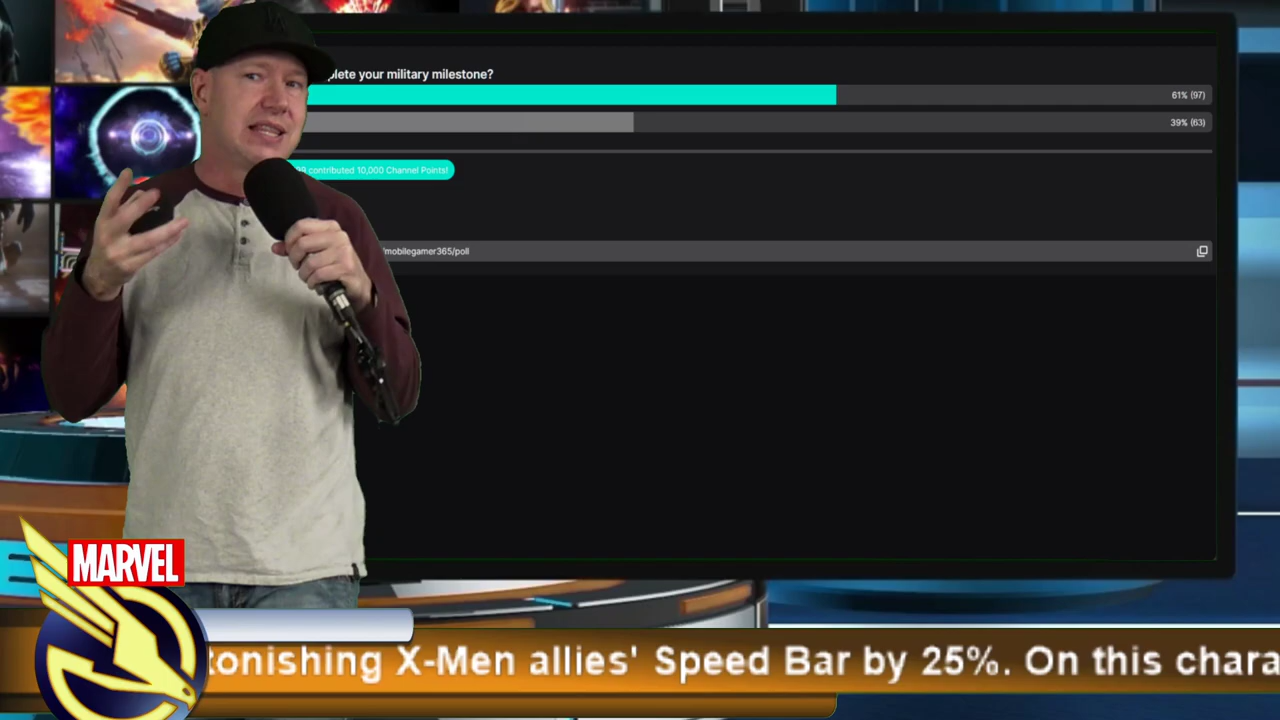 plete your military milestone?
61% (97)
39% (63)
contributed 10,000 Channel Points!
/mobilegamer365/poll
MARVEL
tonishing X-Men allies' Speed Bar by 25%. On this chara